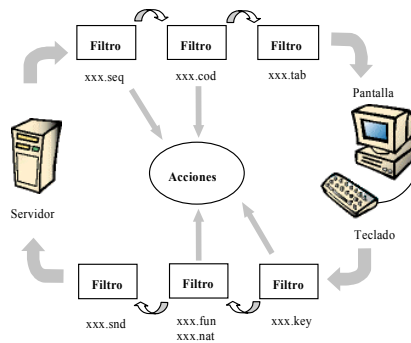 Filtro
Filtro
Filtro
xxx.seq
xxx.cod
xxx.tab
Pantalla
Acciones
Servidor
Teclado
Filtro
Filtro
Filtro
xxx.snd
xxx.fun
xxx.nat
xxx.key